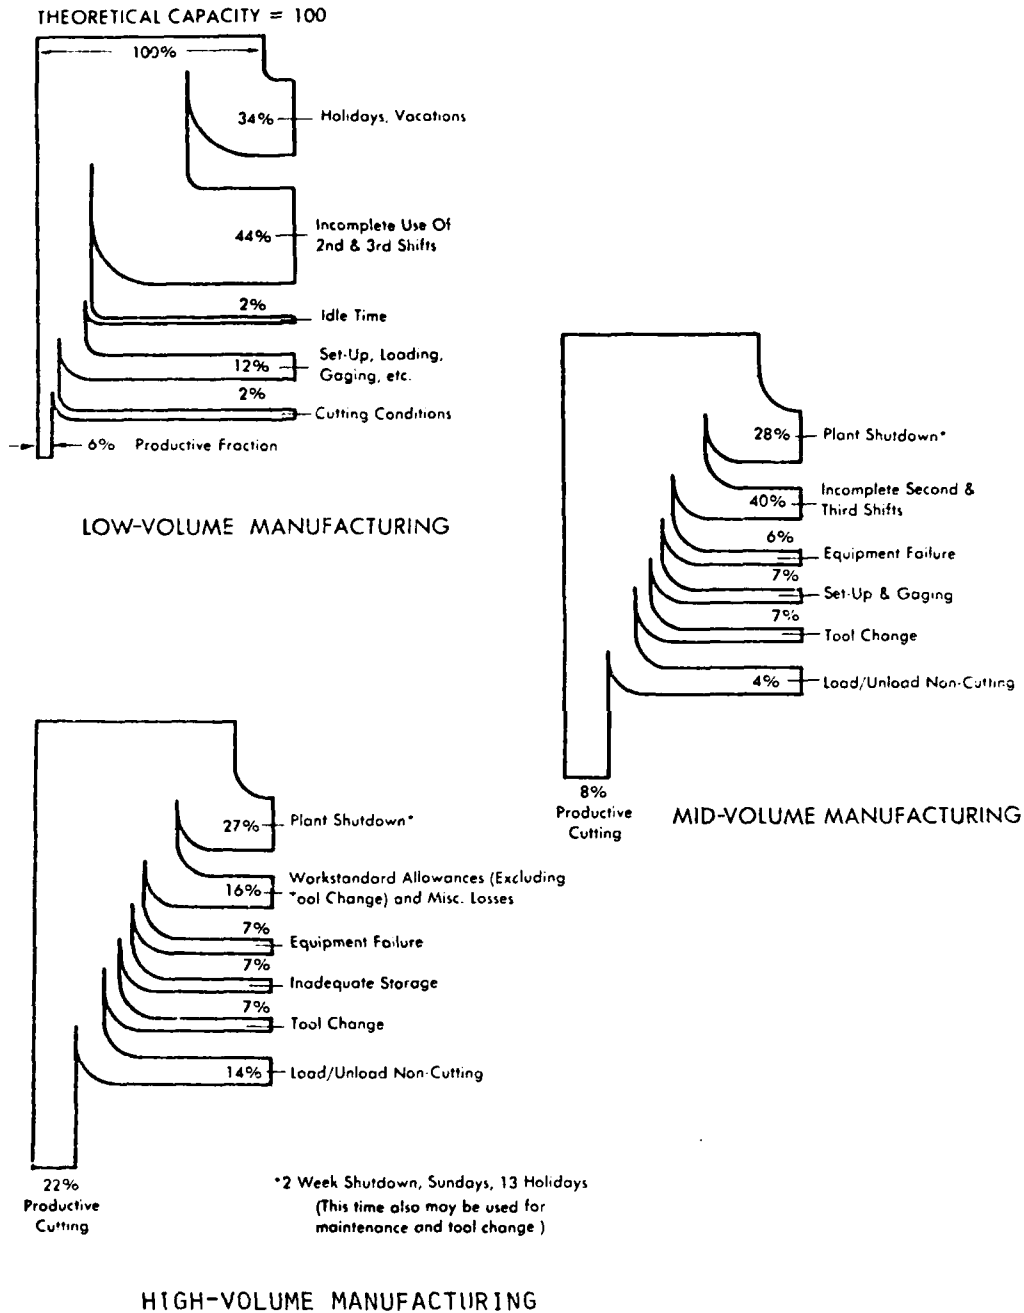 THEORETICAL CAPACITY = 100
100%
34%
Holidays, Vacations
44%
Incomplete Use Of
2nd & 3rd Shifts
2%
Idle Time
12%
Set-Up, Loading,
Gaging, etc.
2%
Cutting Conditions
6% Productive Fraction
LOW-VOLUME MANUFACTURING
28%
Plant Shutdown*
40%
Incomplete Second &
Third Shifts
6%
Equipment Failure
7%
Set-Up & Gaging
7%
Tool Change
4%
Load/Unload Non-Cutting
8%
Productive
Cutting
MID-VOLUME MANUFACTURING
27%
Plant Shutdown*
16%
Workstandard Allowances (Excluding
Tool Change) and Misc. Losses
7%
Equipment Failure
7%
Inadequate Storage
7%
Tool Change
14%
Load/Unload Non-Cutting
22%
Productive
Cutting
*2 Week Shutdown, Sundays, 13 Holidays
(This time also may be used for
maintenance and tool change )
HIGH-VOLUME MANUFACTURING